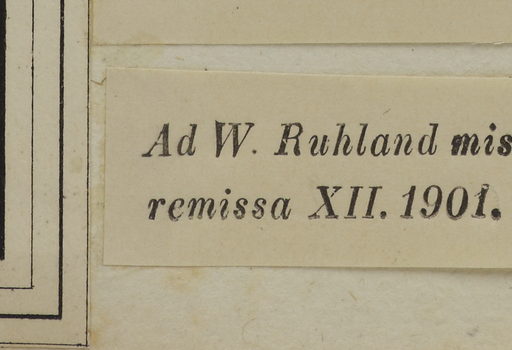 Ad W. Ruhland mis
remissa XII. 1901.